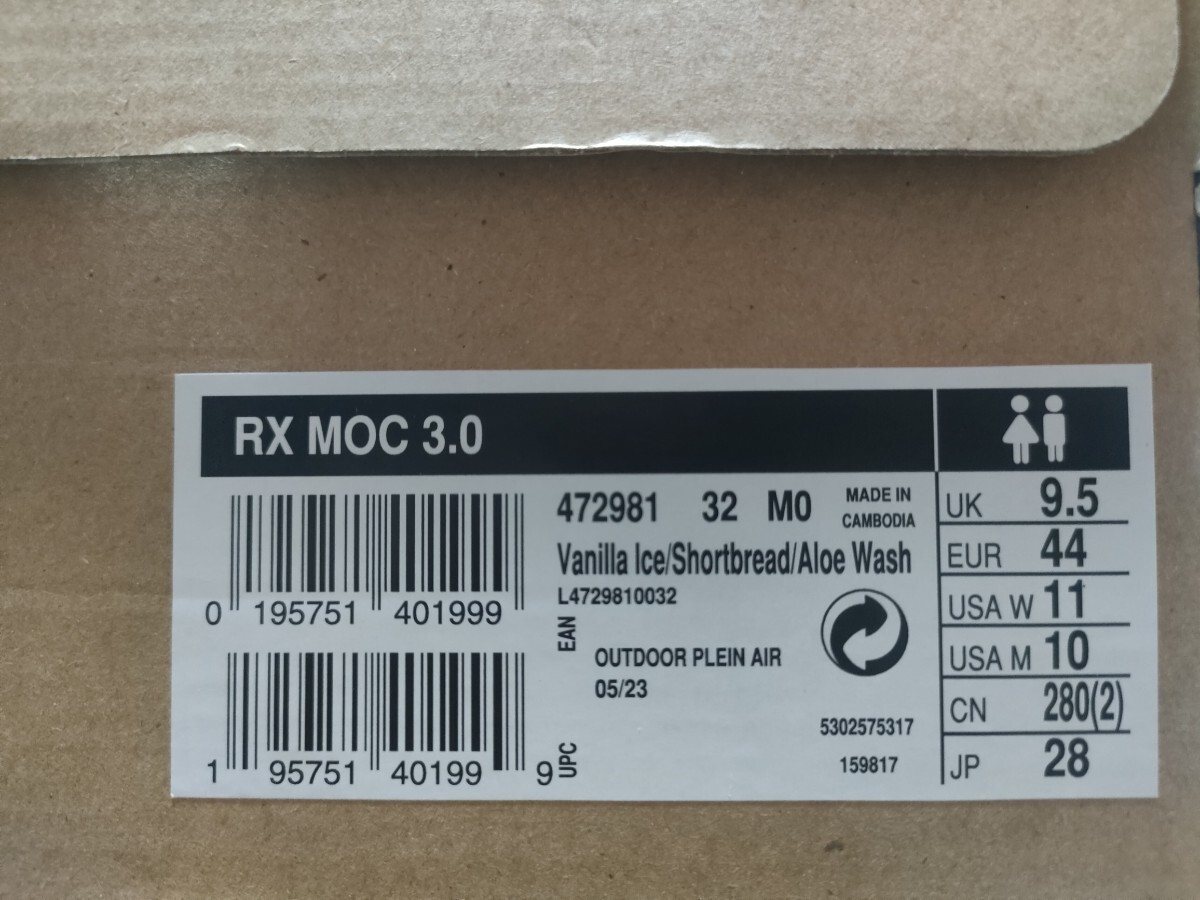 RX MOC 3.0
472981 32 M0 MADE IN
CAMBODIA
Vanilla Ice/Shortbread/Aloe Wash
L4729810032
0 195751 401999
EAN
OUTDOOR PLEIN AIR
05/23
5302575317
159817
1 95751 40199 9
UPC
UK 9.5
EUR 44
USA W 11
USA M 10
CN 280(2)
JP 28